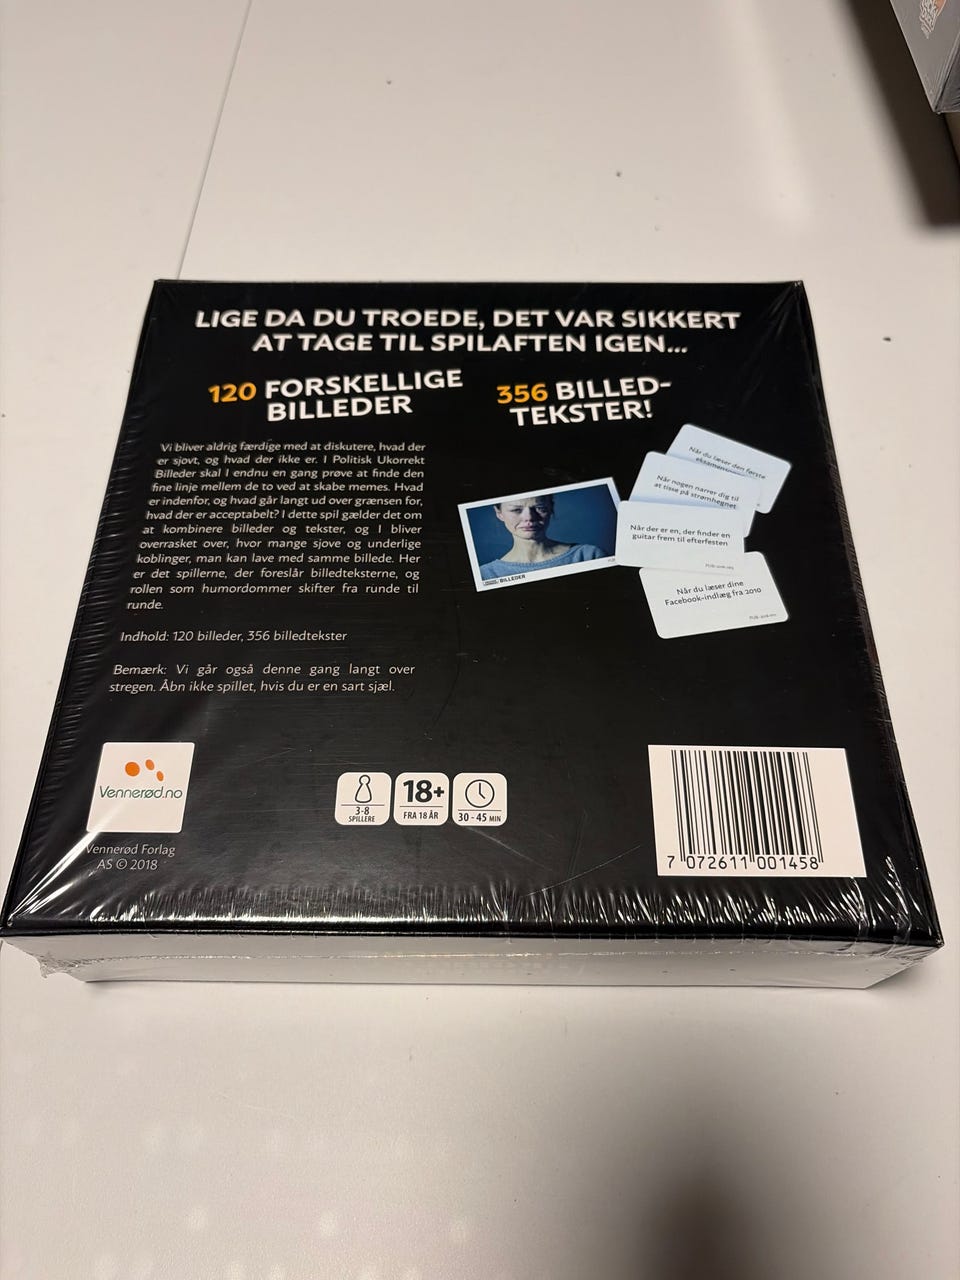 LIGE DA DU TROEDE, DET VAR SIKKERT
AT TAGE TIL SPILAFTEN IGEN...
120 FORSKELLIGE
BILLEDER
356 BILLED-
TEKSTER!
Vi bliver aldrig færdige med at diskutere, hvad der
er sjovt, og hvad der ikke er. I Politisk Ukorrekt
Billeder skal I endnu en gang prøve at finde den
fine linje mellem de to ved at skabe memes. Hvad
er indenfor, og hvad går langt ud over grænsen for,
hvad der er acceptabelt? I dette spil gælder det om
at kombinere billeder og tekster, og I bliver
overrasket over, hvor mange sjove og underlige
koblinger, man kan lave med samme billede. Her
er det spillerne, der foreslår billedteksterne, og
rollen som humordommer skifter fra runde til
runde.
Indhold: 120 billeder, 356 billedtekster
Bemærk: Vi går også denne gang langt over
stregen. Åbn ikke spillet, hvis du er en sart sjæl.
Når du læser den første
Når nogen narrer dig til
at tisse på strømhegnet
Når der er en, der finder en
guitar frem til efterfesten
Når du læser dine
Facebook-indlæg fra 2010
BILLEDER
Vennerød.no
Vennerød Forlag
AS © 2018
3-8
SPILLERE
18+
FRA 18 ÅR
30 - 45 MIN
7 072611 001458